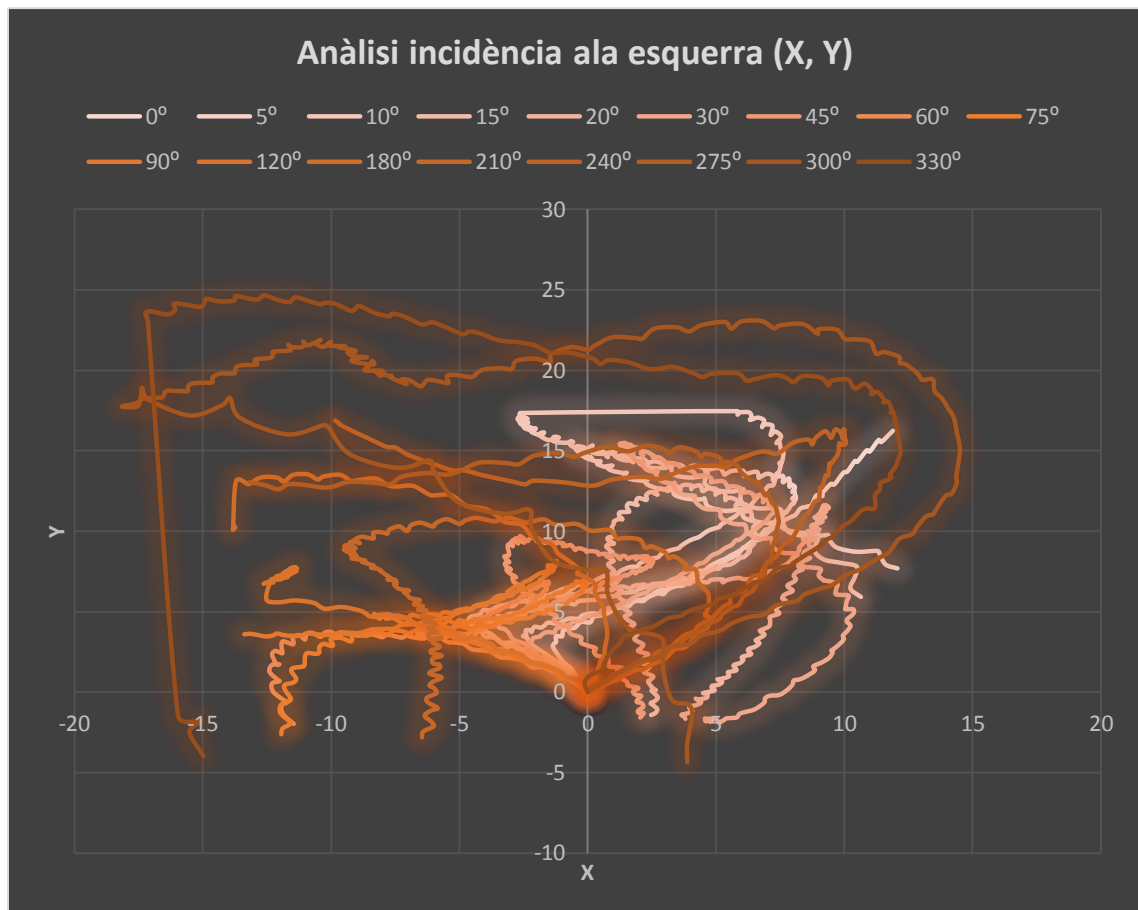 Anàlisi incidència ala esquerra (X, Y)
0º 5º 10º 15º 20º 30º 45º 60º 75º
90º 120º 180º 210º 240º 275º 300º 330º
30
25
20
15
10
Y
5
0
-20 -15 -10 -5 0 5 10 15 20
-5
-10
X